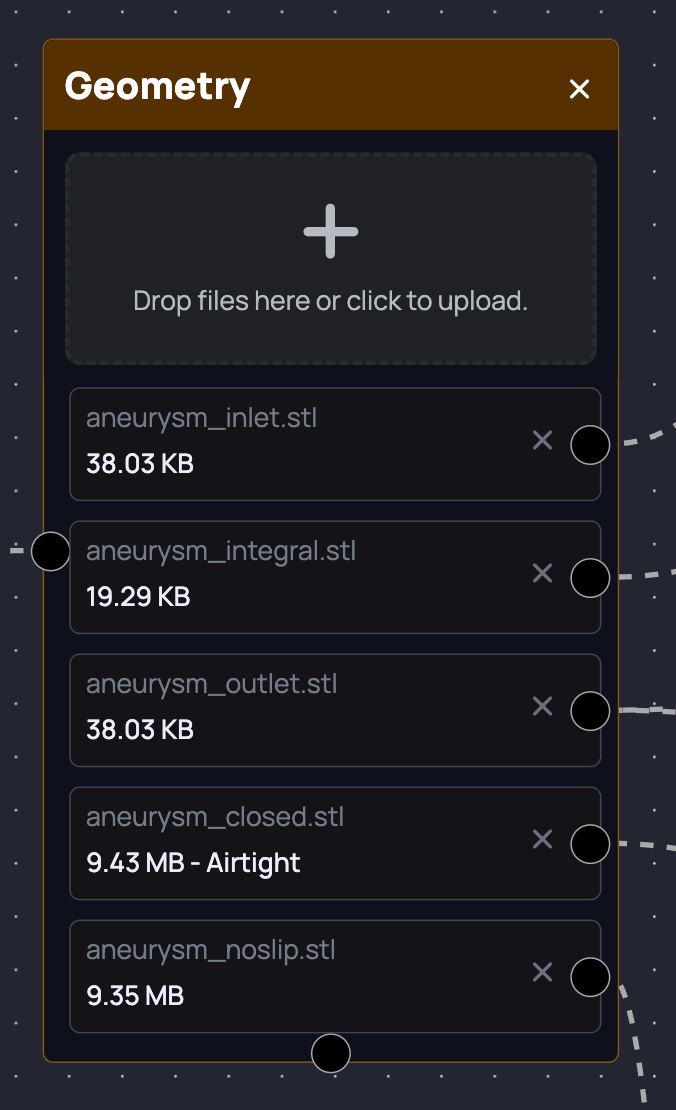 Geometry
Drop files here or click to upload.
aneurysm_inlet.stl
38.03 KB
aneurysm_integral.stl
19.29 KB
aneurysm_outlet.stl
38.03 KB
aneurysm_closed.stl
9.43 MB - Airtight
aneurysm_noslip.stl
9.35 MB